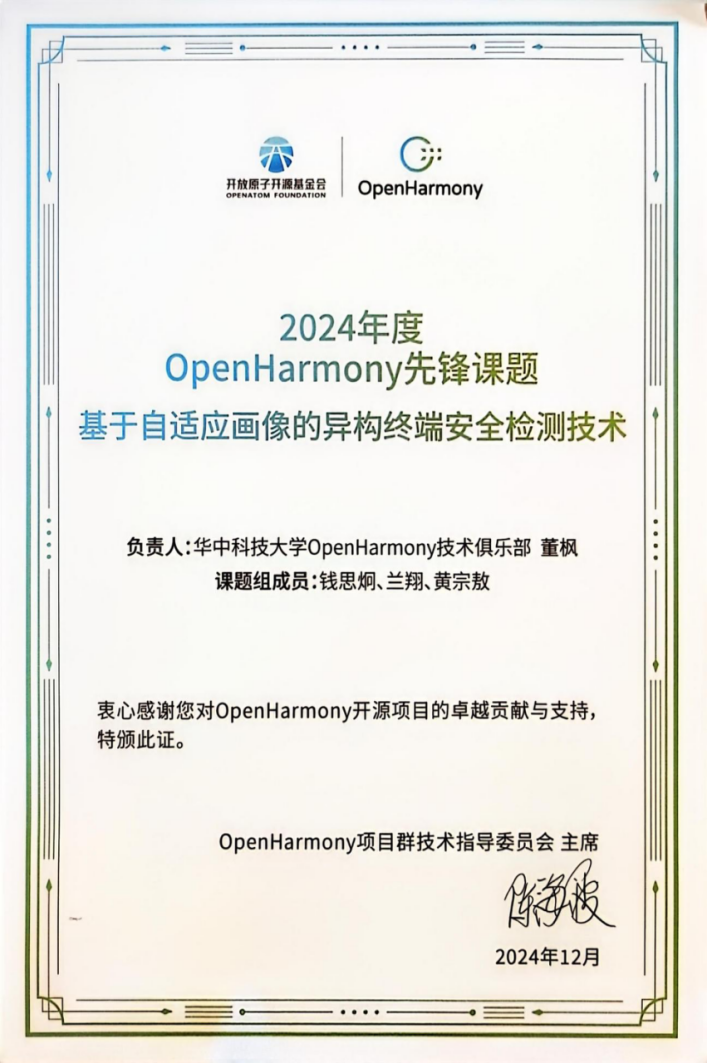 开放原子开源基金会
OPENATOM FOUNDATION
OpenHarmony
2024年度
OpenHarmony先锋课题
基于自适应画像的异构终端安全检测技术
负责人：华中科技大学OpenHarmony技术俱乐部 董枫
课题组成员：钱思炯、兰翔、黄宗敖
衷心感谢您对OpenHarmony开源项目的卓越贡献与支持，
特颁此证。
OpenHarmony项目群技术指导委员会 主席
陈海波
2024年12月